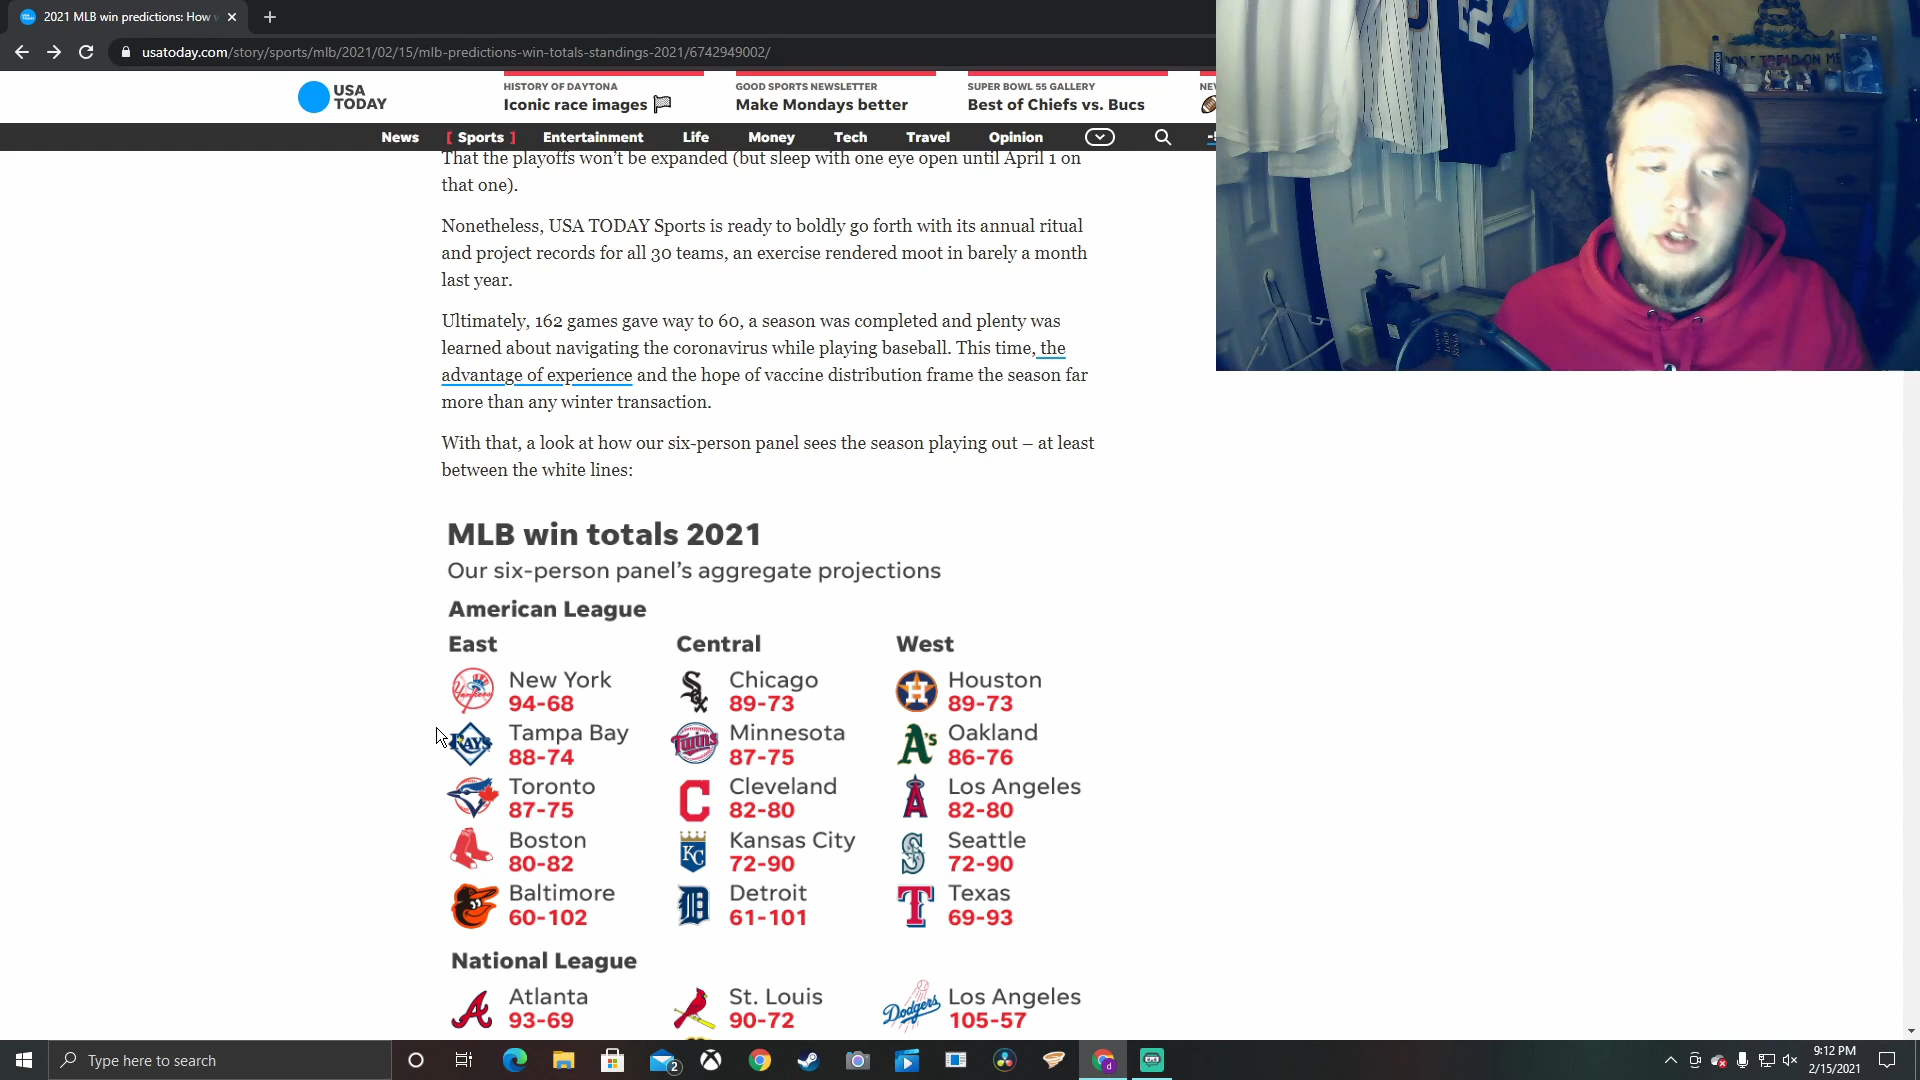 2021 MLB win predictions: How
usatoday.com/story/sports/mlb/2021/02/15/mlb-predictions-win-totals-standings-2021/6742949002/
USA TODAY
HISTORY OF DAYTONA
Iconic race images
GOOD SPORTS NEWSLETTER
Make Mondays better
SUPER BOWL 55 GALLERY
Best of Chiefs vs. Bucs
News [ Sports ] Entertainment Life Money Tech Travel Opinion
That the playoffs won't be expanded (but sleep with one eye open until April 1 on
that one).
Nonetheless, USA TODAY Sports is ready to boldly go forth with its annual ritual
and project records for all 30 teams, an exercise rendered moot in barely a month
last year.
Ultimately, 162 games gave way to 60, a season was completed and plenty was
learned about navigating the coronavirus while playing baseball. This time, the
advantage of experience and the hope of vaccine distribution frame the season far
more than any winter transaction.
With that, a look at how our six-person panel sees the season playing out – at least
between the white lines:
MLB win totals 2021
Our six-person panel's aggregate projections
American League
East Central West
New York Chicago Houston
94-68 89-73 89-73
Tampa Bay Minnesota Oakland
88-74 87-75 86-76
Toronto Cleveland Los Angeles
87-75 82-80 82-80
Boston Kansas City Seattle
80-82 72-90 72-90
Baltimore Detroit Texas
60-102 61-101 69-93
National League
Atlanta St. Louis Los Angeles
93-69 90-72 105-57
Type here to search
2
9:12 PM
2/15/2021